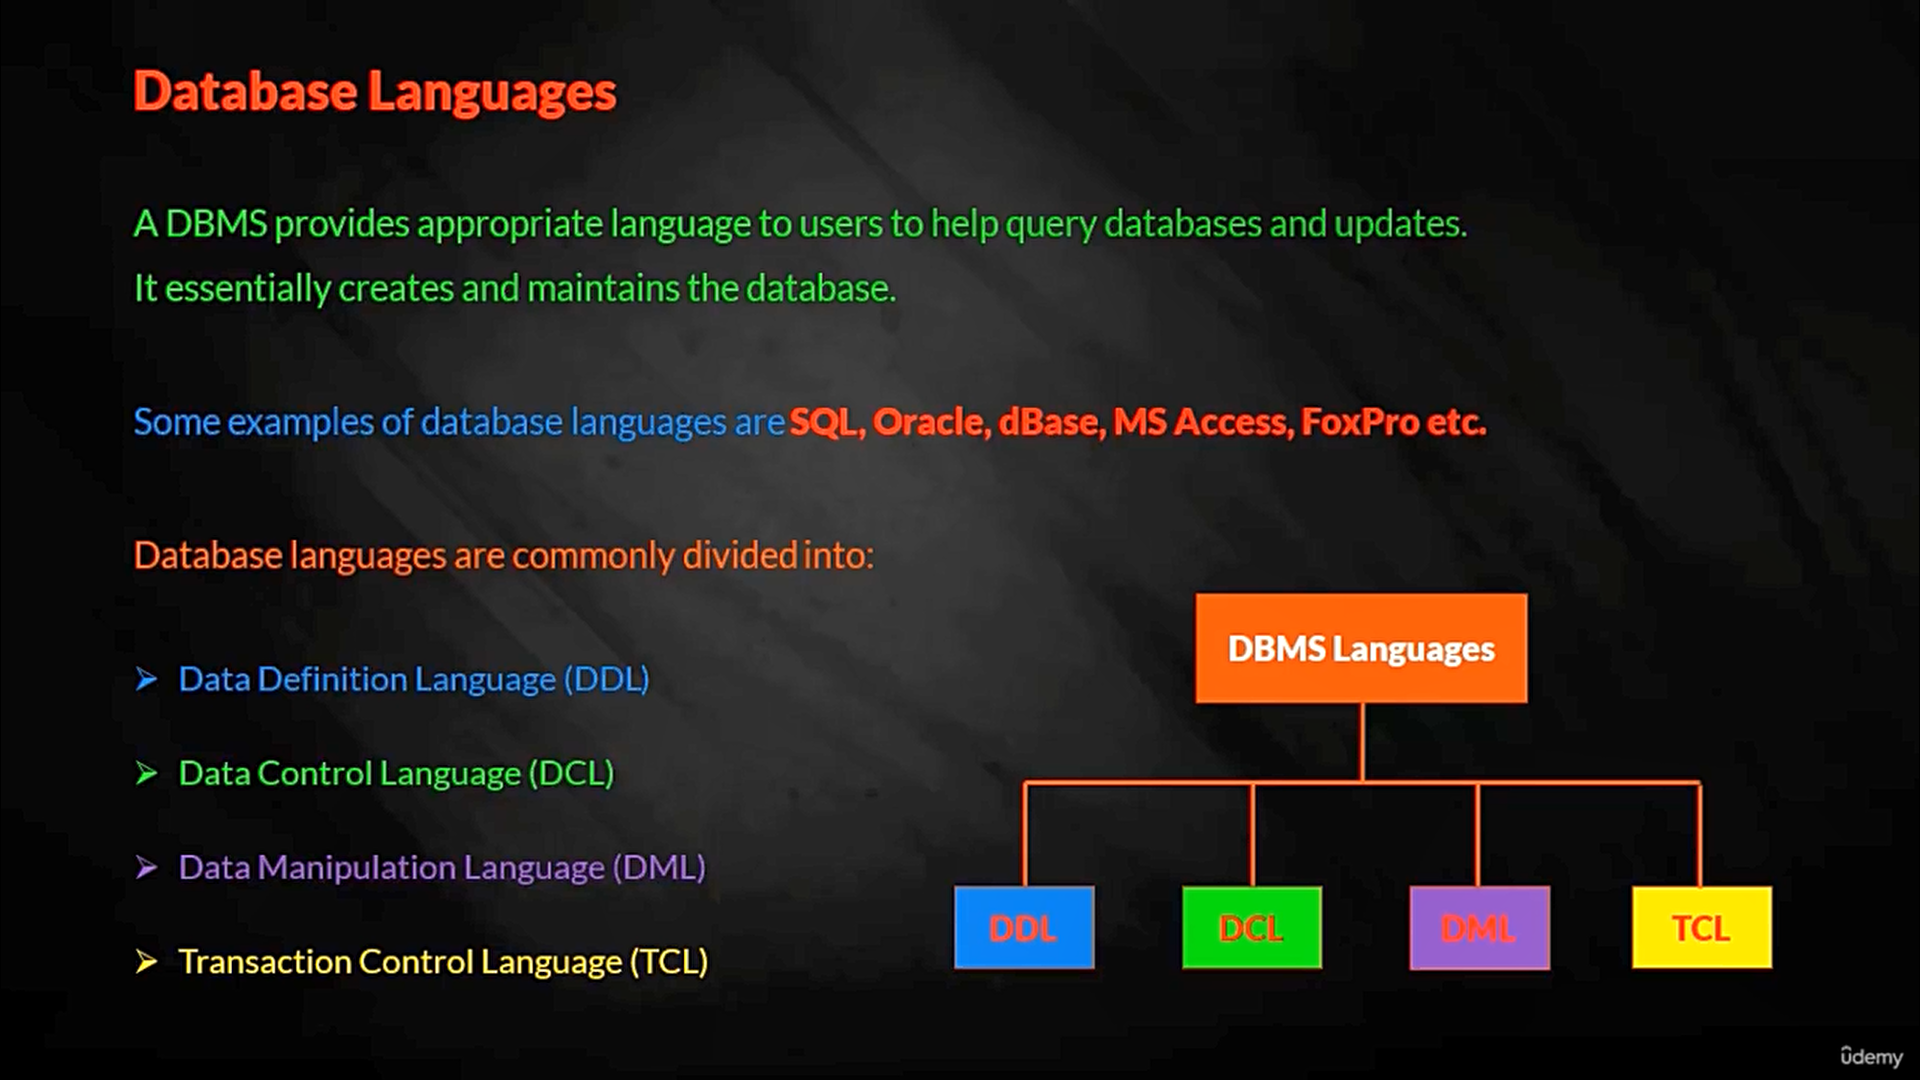 Database Languages
A DBMS provides appropriate language to users to help query databases and updates.
It essentially creates and maintains the database.
Some examples of database languages are SQL, Oracle, dBase, MS Access, FoxPro etc.
Database languages are commonly divided into:
➢ Data Definition Language (DDL)
➢ Data Control Language (DCL)
➢ Data Manipulation Language (DML)
➢ Transaction Control Language (TCL)
DBMS Languages
DDL
DCL
DML
TCL
ûdemy